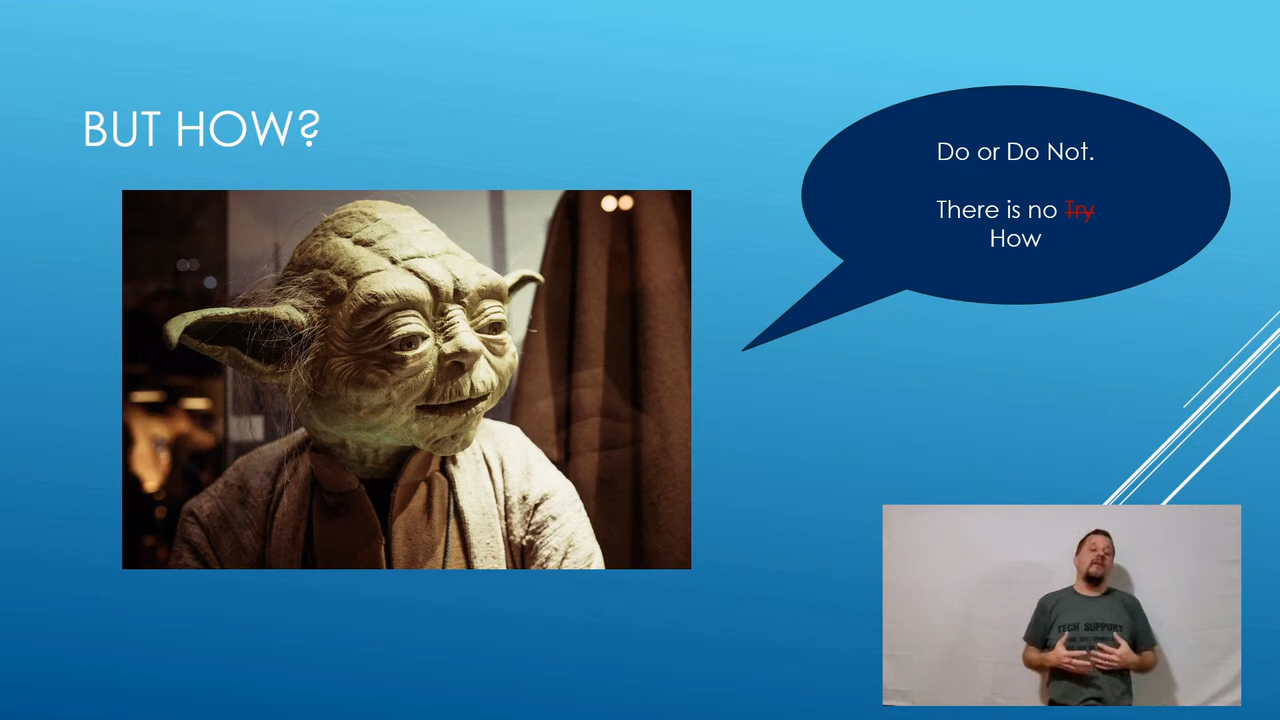 BUT HOW?
Do or Do Not.
There is no Try
How
TECH SUPPORT